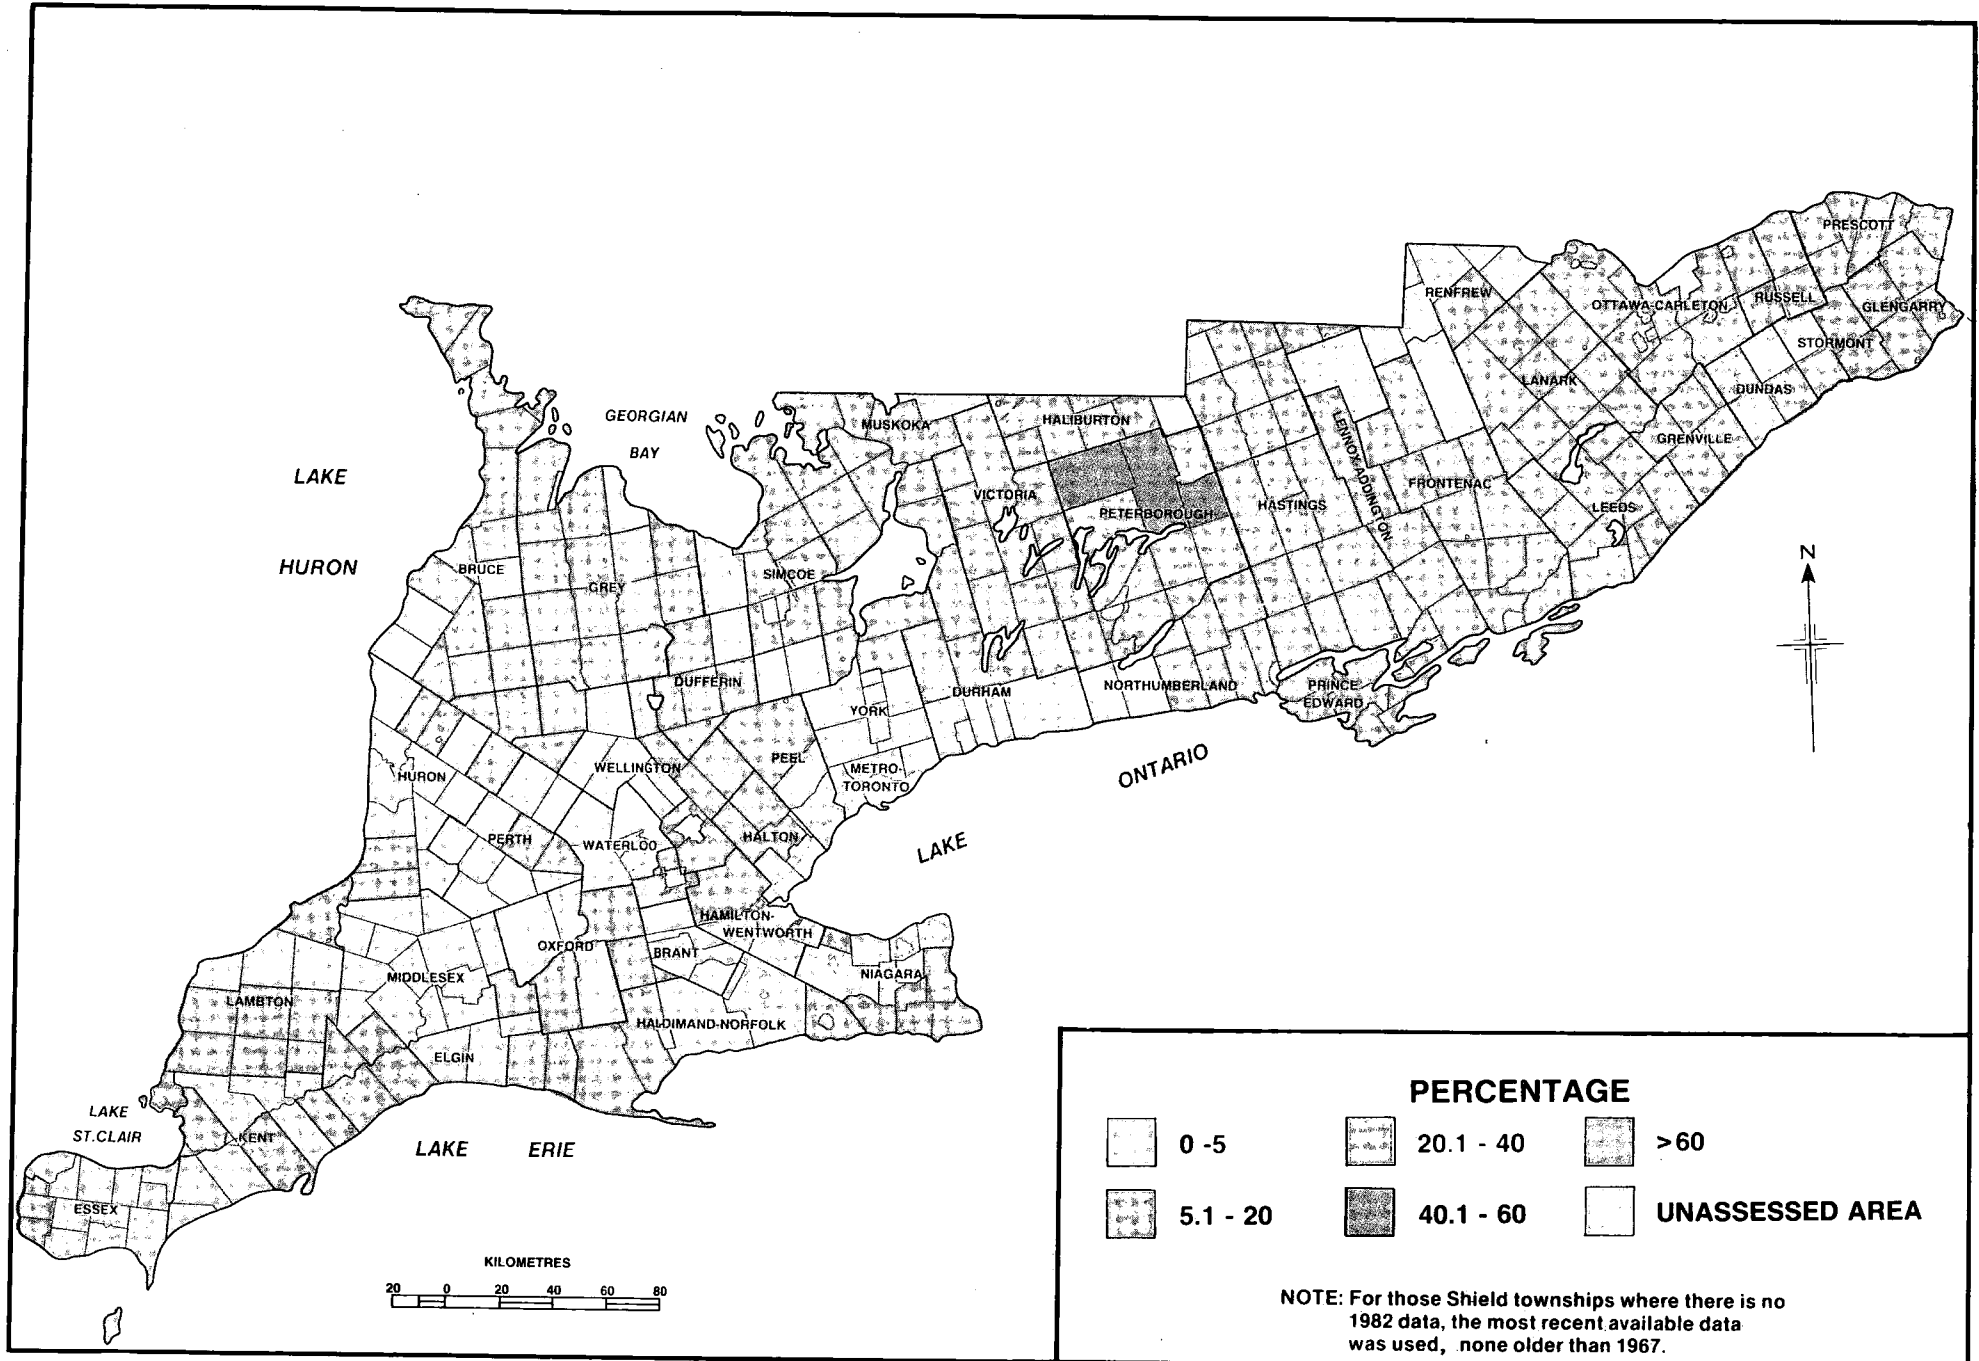 PRESCOTT
RENFREW
OTTAWA-CARLETON
RUSSELL
GLENGARRY
STORMONT
LANARK
DUNDAS
GEORGIAN
BAY
MUSKOKA
HALIBURTON
LENNOX-ADDINGTON
GRENVILLE
LAKE
HURON
VICTORIA
PETERBOROUGH
HASTINGS
FRONTENAC
LEEDS
BRUCE
GREY
SIMCOE
N
DUFFERIN
YORK
DURHAM
NORTHUMBERLAND
PRINCE
EDWARD
HURON
WELLINGTON
PEEL
METRO-
TORONTO
LAKE
ONTARIO
PERTH
WATERLOO
HALTON
HAMILTON-
WENTWORTH
OXFORD
BRANT
MIDDLESEX
NIAGARA
LAMBTON
HALDIMAND-NORFOLK
ELGIN
LAKE
ST.CLAIR
KENT
LAKE ERIE
ESSEX
KILOMETRES
20 0 20 40 60 80
PERCENTAGE
0 -5
20.1 - 40
>60
5.1 - 20
40.1 - 60
UNASSESSED AREA
NOTE: For those Shield townships where there is no
1982 data, the most recent available data
was used, none older than 1967.